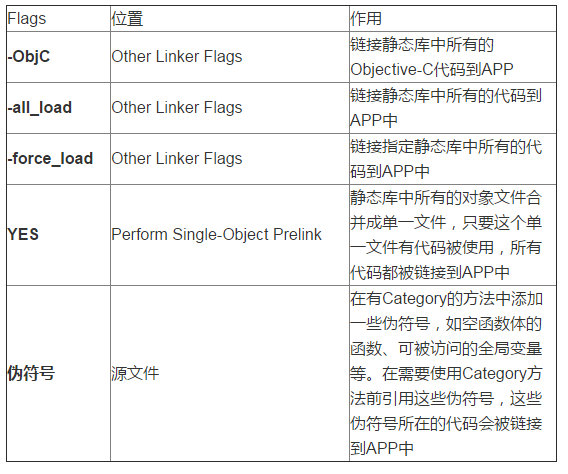 Flags 位置 作用
-ObjC Other Linker Flags 链接静态库中所有的
Objective-C代码到APP
-all_load Other Linker Flags 链接静态库中所有的代码到
APP中
-force_load Other Linker Flags 链接指定静态库中所有的代
码到APP中
YES Perform Single-Object Prelink 静态库中所有的对象文件合
并成单一文件，只要这个单
一文件有代码被使用，所有
代码都被链接到APP中
伪符号 源文件 在有Category的方法中添加
一些伪符号，如空函数体的
函数、可被访问的全局变量
等。在需要使用Category方
法前引用这些伪符号，这些
伪符号所在的代码会被链接
到APP中